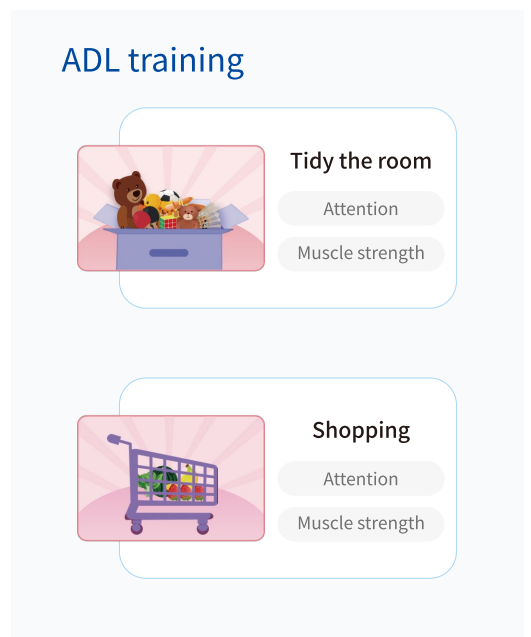 ADL training
Tidy the room
Attention
Muscle strength
Shopping
Attention
Muscle strength